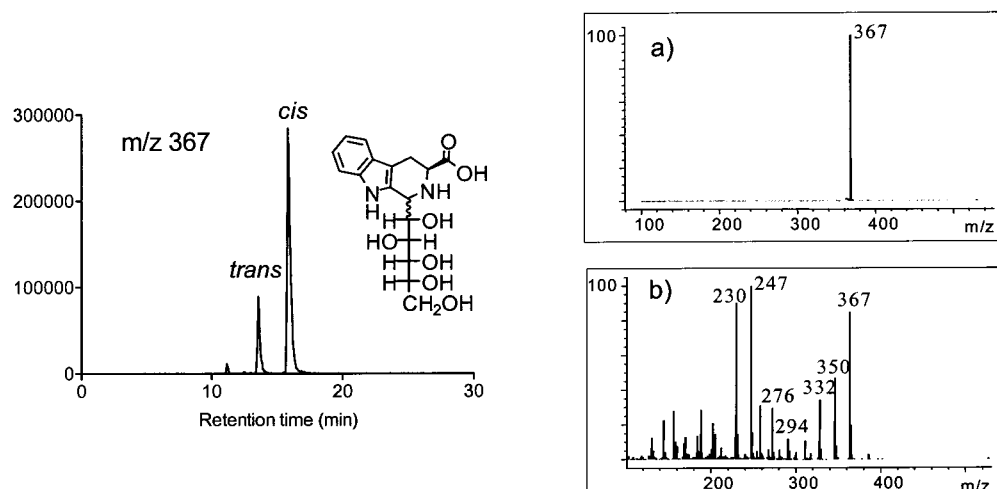 cis
300000
m/z 367
O
OH
200000
NH
N
H
H OH
HO H
trans
H OH
100000
H OH
CH₂OH
0
0 10 20 30
Retention time (min)
100
a)
367
100 200 300 400 m/z
100
b)
230
247
367
350
332
276
294
200 300 400 m/z